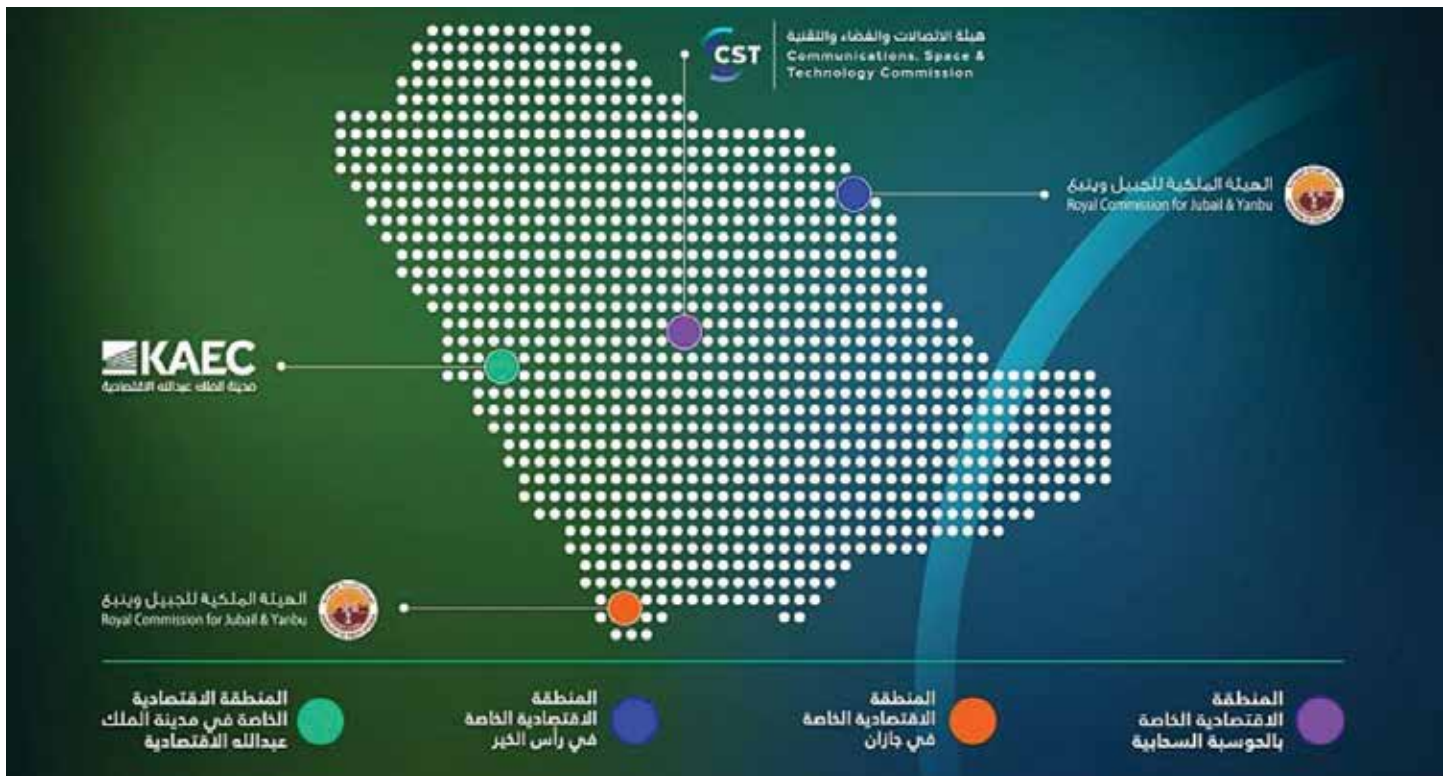 CST
هيئة الاتصالات والفضاء والتقنية
Communications, Space &
Technology Commission
الهيئة الملكية للجبيل وينبع
Royal Commission for Jubail & Yanbu
KAEC
مدينة الملك عبدالله الاقتصادية
الهيئة الملكية للجبيل وينبع
Royal Commission for Jubail & Yanbu
المنطقة
الاقتصادية الخاصة
بالحوسبة السحابية
المنطقة
الاقتصادية الخاصة
في جازان
المنطقة
الاقتصادية الخاصة
في رأس الخير
المنطقة الاقتصادية
الخاصة في مدينة الملك
عبدالله الاقتصادية